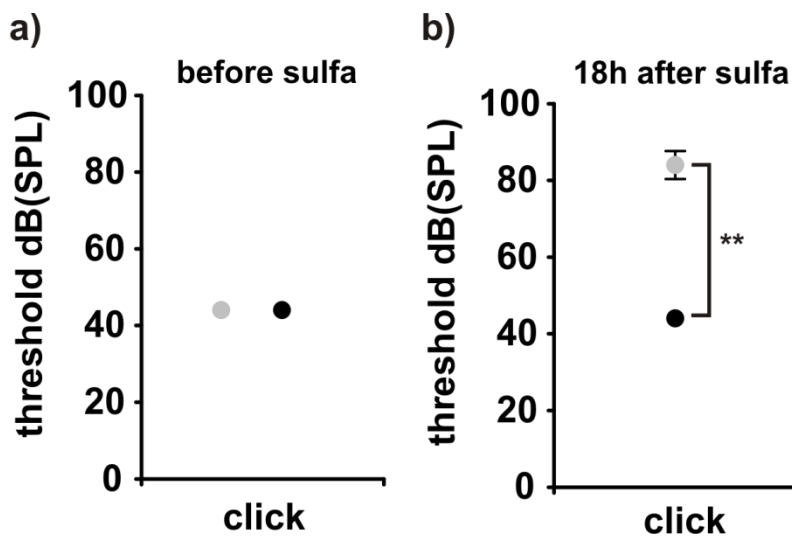 a)
before sulfa
threshold dB(SPL)
100
80
60
40
20
0
click
b)
18h after sulfa
threshold dB(SPL)
100
80
60
40
20
0
**
click